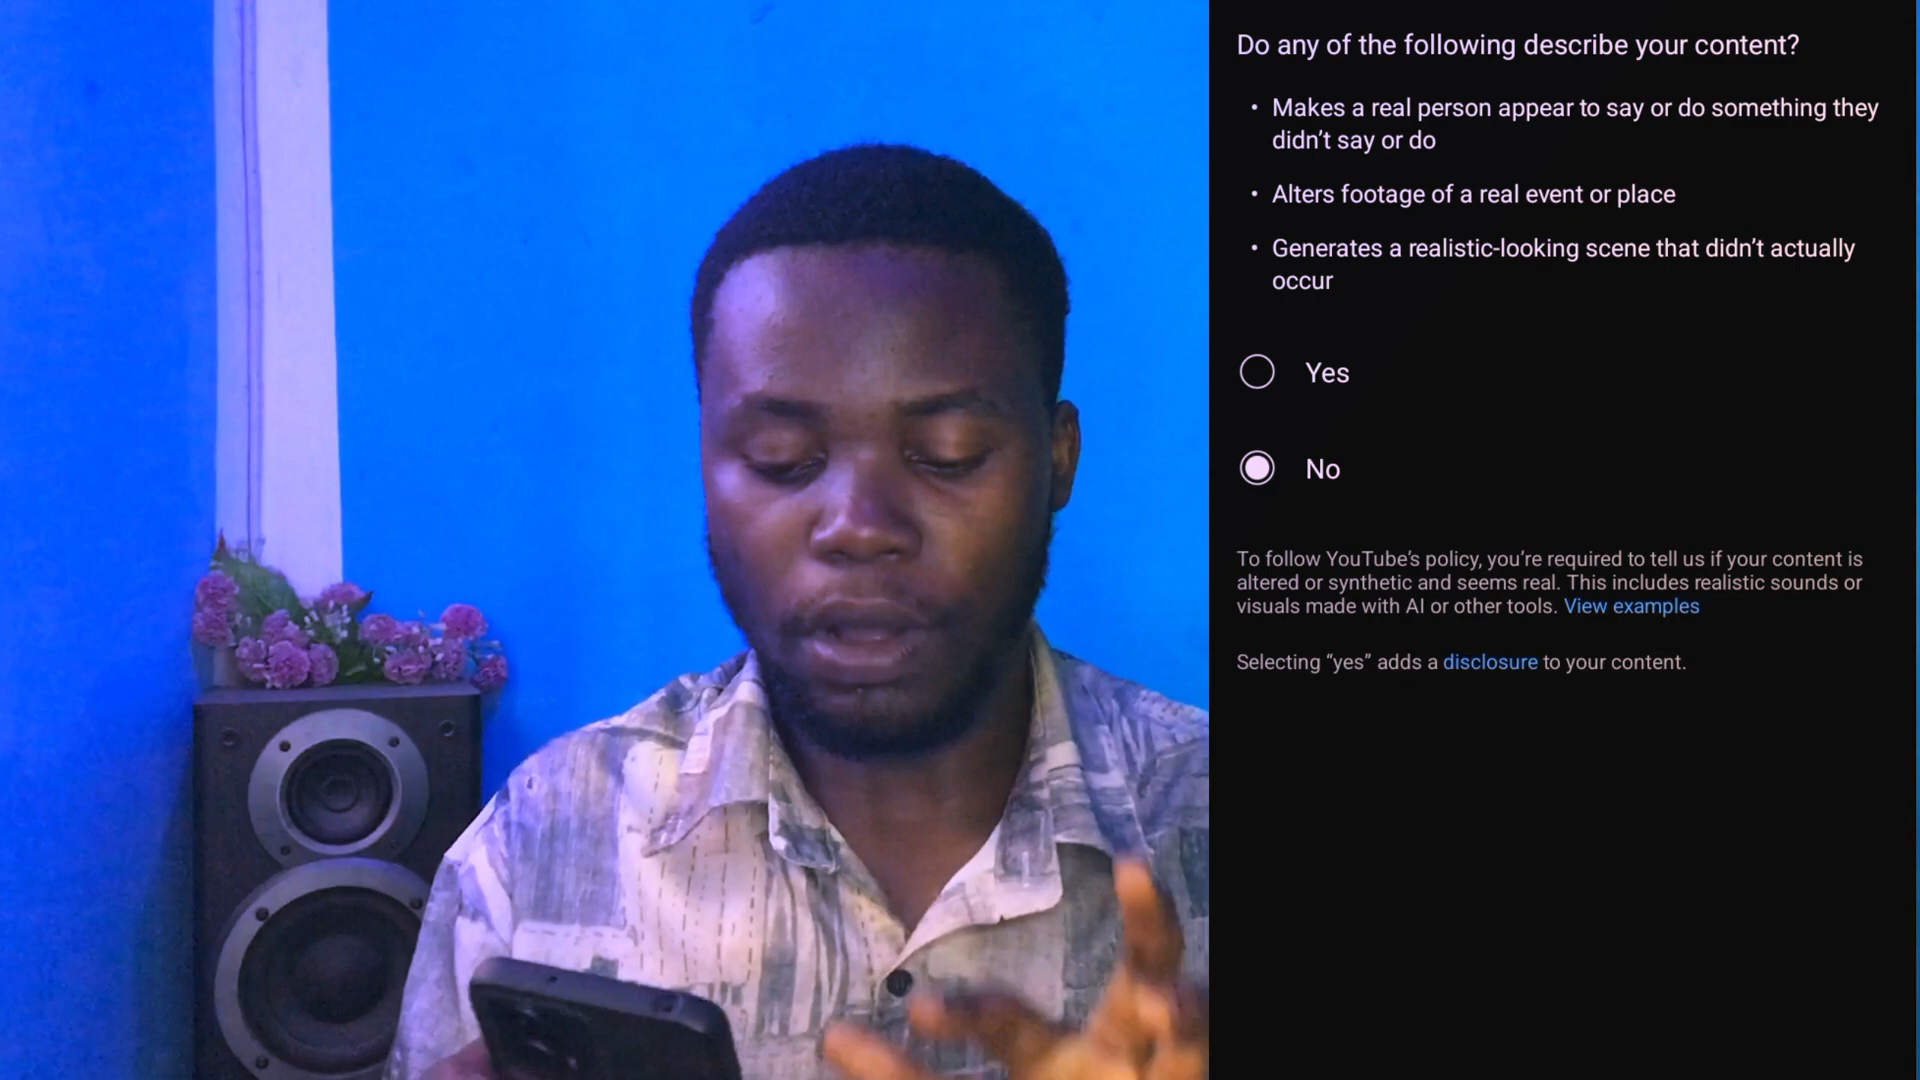 Do any of the following describe your content?
• Makes a real person appear to say or do something they
didn’t say or do
• Alters footage of a real event or place
• Generates a realistic-looking scene that didn’t actually
occur
Yes
No
To follow YouTube’s policy, you’re required to tell us if your content is
altered or synthetic and seems real. This includes realistic sounds or
visuals made with AI or other tools. View examples
Selecting “yes” adds a disclosure to your content.